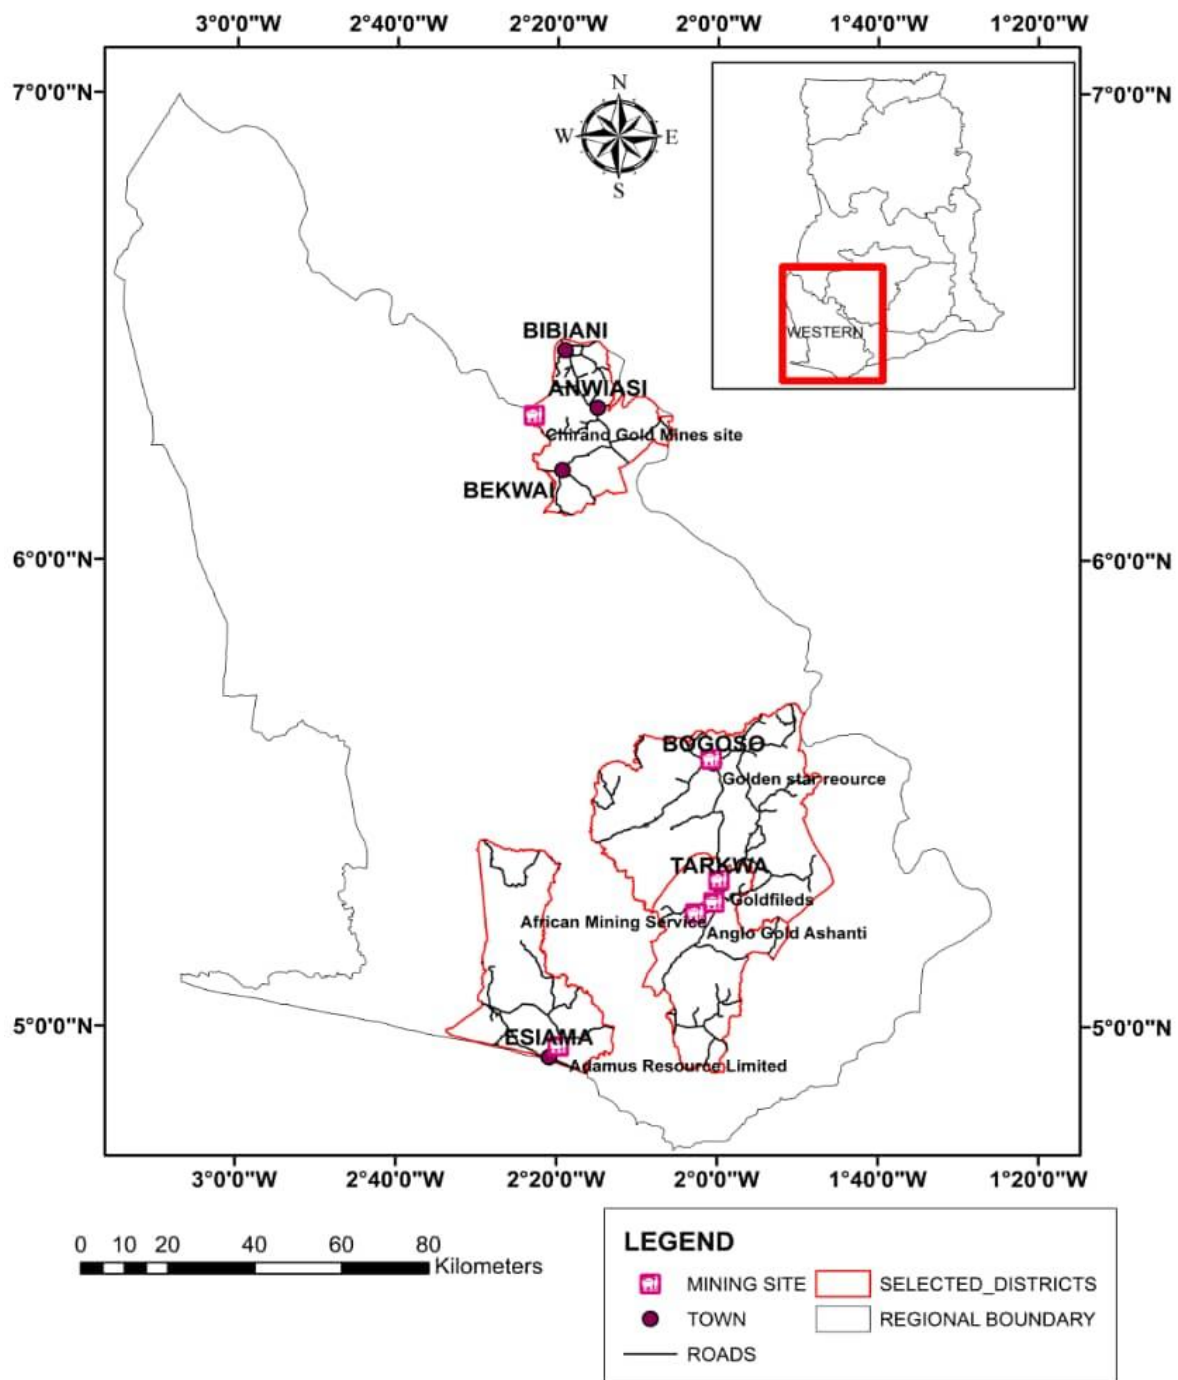 3°0'0"W 2°40'0"W 2°20'0"W 2°0'0"W 1°40'0"W 1°20'0"W
7°0'0"N 7°0'0"N
N
W E
S
WESTERN
BIBIANI
ANWIASI
Chirano Gold Mines site
BEKWAI
6°0'0"N 6°0'0"N
BOGOSO
Golden star reource
TARKWA
Goldfileds
African Mining Service
Anglo Gold Ashanti
5°0'0"N 5°0'0"N
ESIAMA
Adamus Resource Limited
3°0'0"W 2°40'0"W 2°20'0"W 2°0'0"W 1°40'0"W 1°20'0"W
0 10 20 40 60 80
Kilometers
LEGEND
MINING SITE SELECTED_DISTRICTS
TOWN REGIONAL BOUNDARY
ROADS